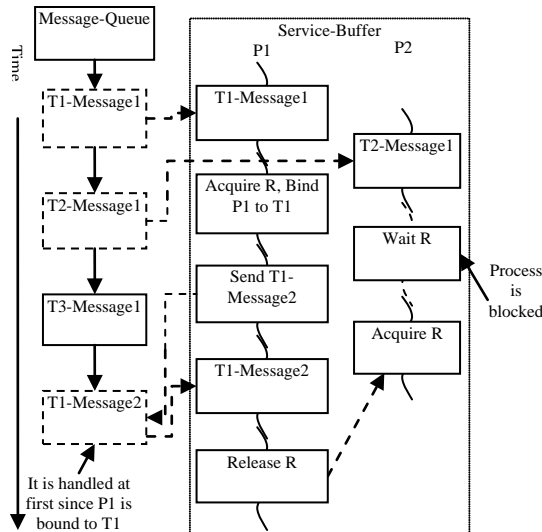 Message-Queue
Time
T1-Message1
T2-Message1
T3-Message1
T1-Message2
It is handled at
first since P1 is
bound to T1
Service-Buffer
P1
P2
T1-Message1
Acquire R, Bind
P1 to T1
Send T1-
Message2
T1-Message2
Release R
T2-Message1
Wait R
Acquire R
Process
is
blocked